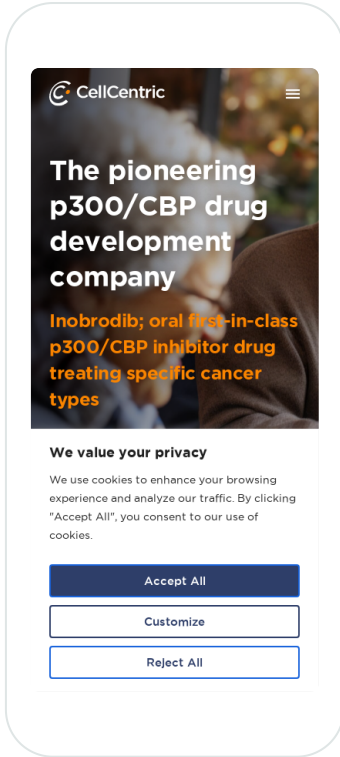 CellCentric
The pioneering
p300/CBP drug
development
company
Inobrodib; oral first-in-class
p300/CBP inhibitor drug
treating specific cancer
types
We value your privacy
We use cookies to enhance your browsing
experience and analyze our traffic. By clicking
"Accept All", you consent to our use of
cookies.
Accept All
Customize
Reject All